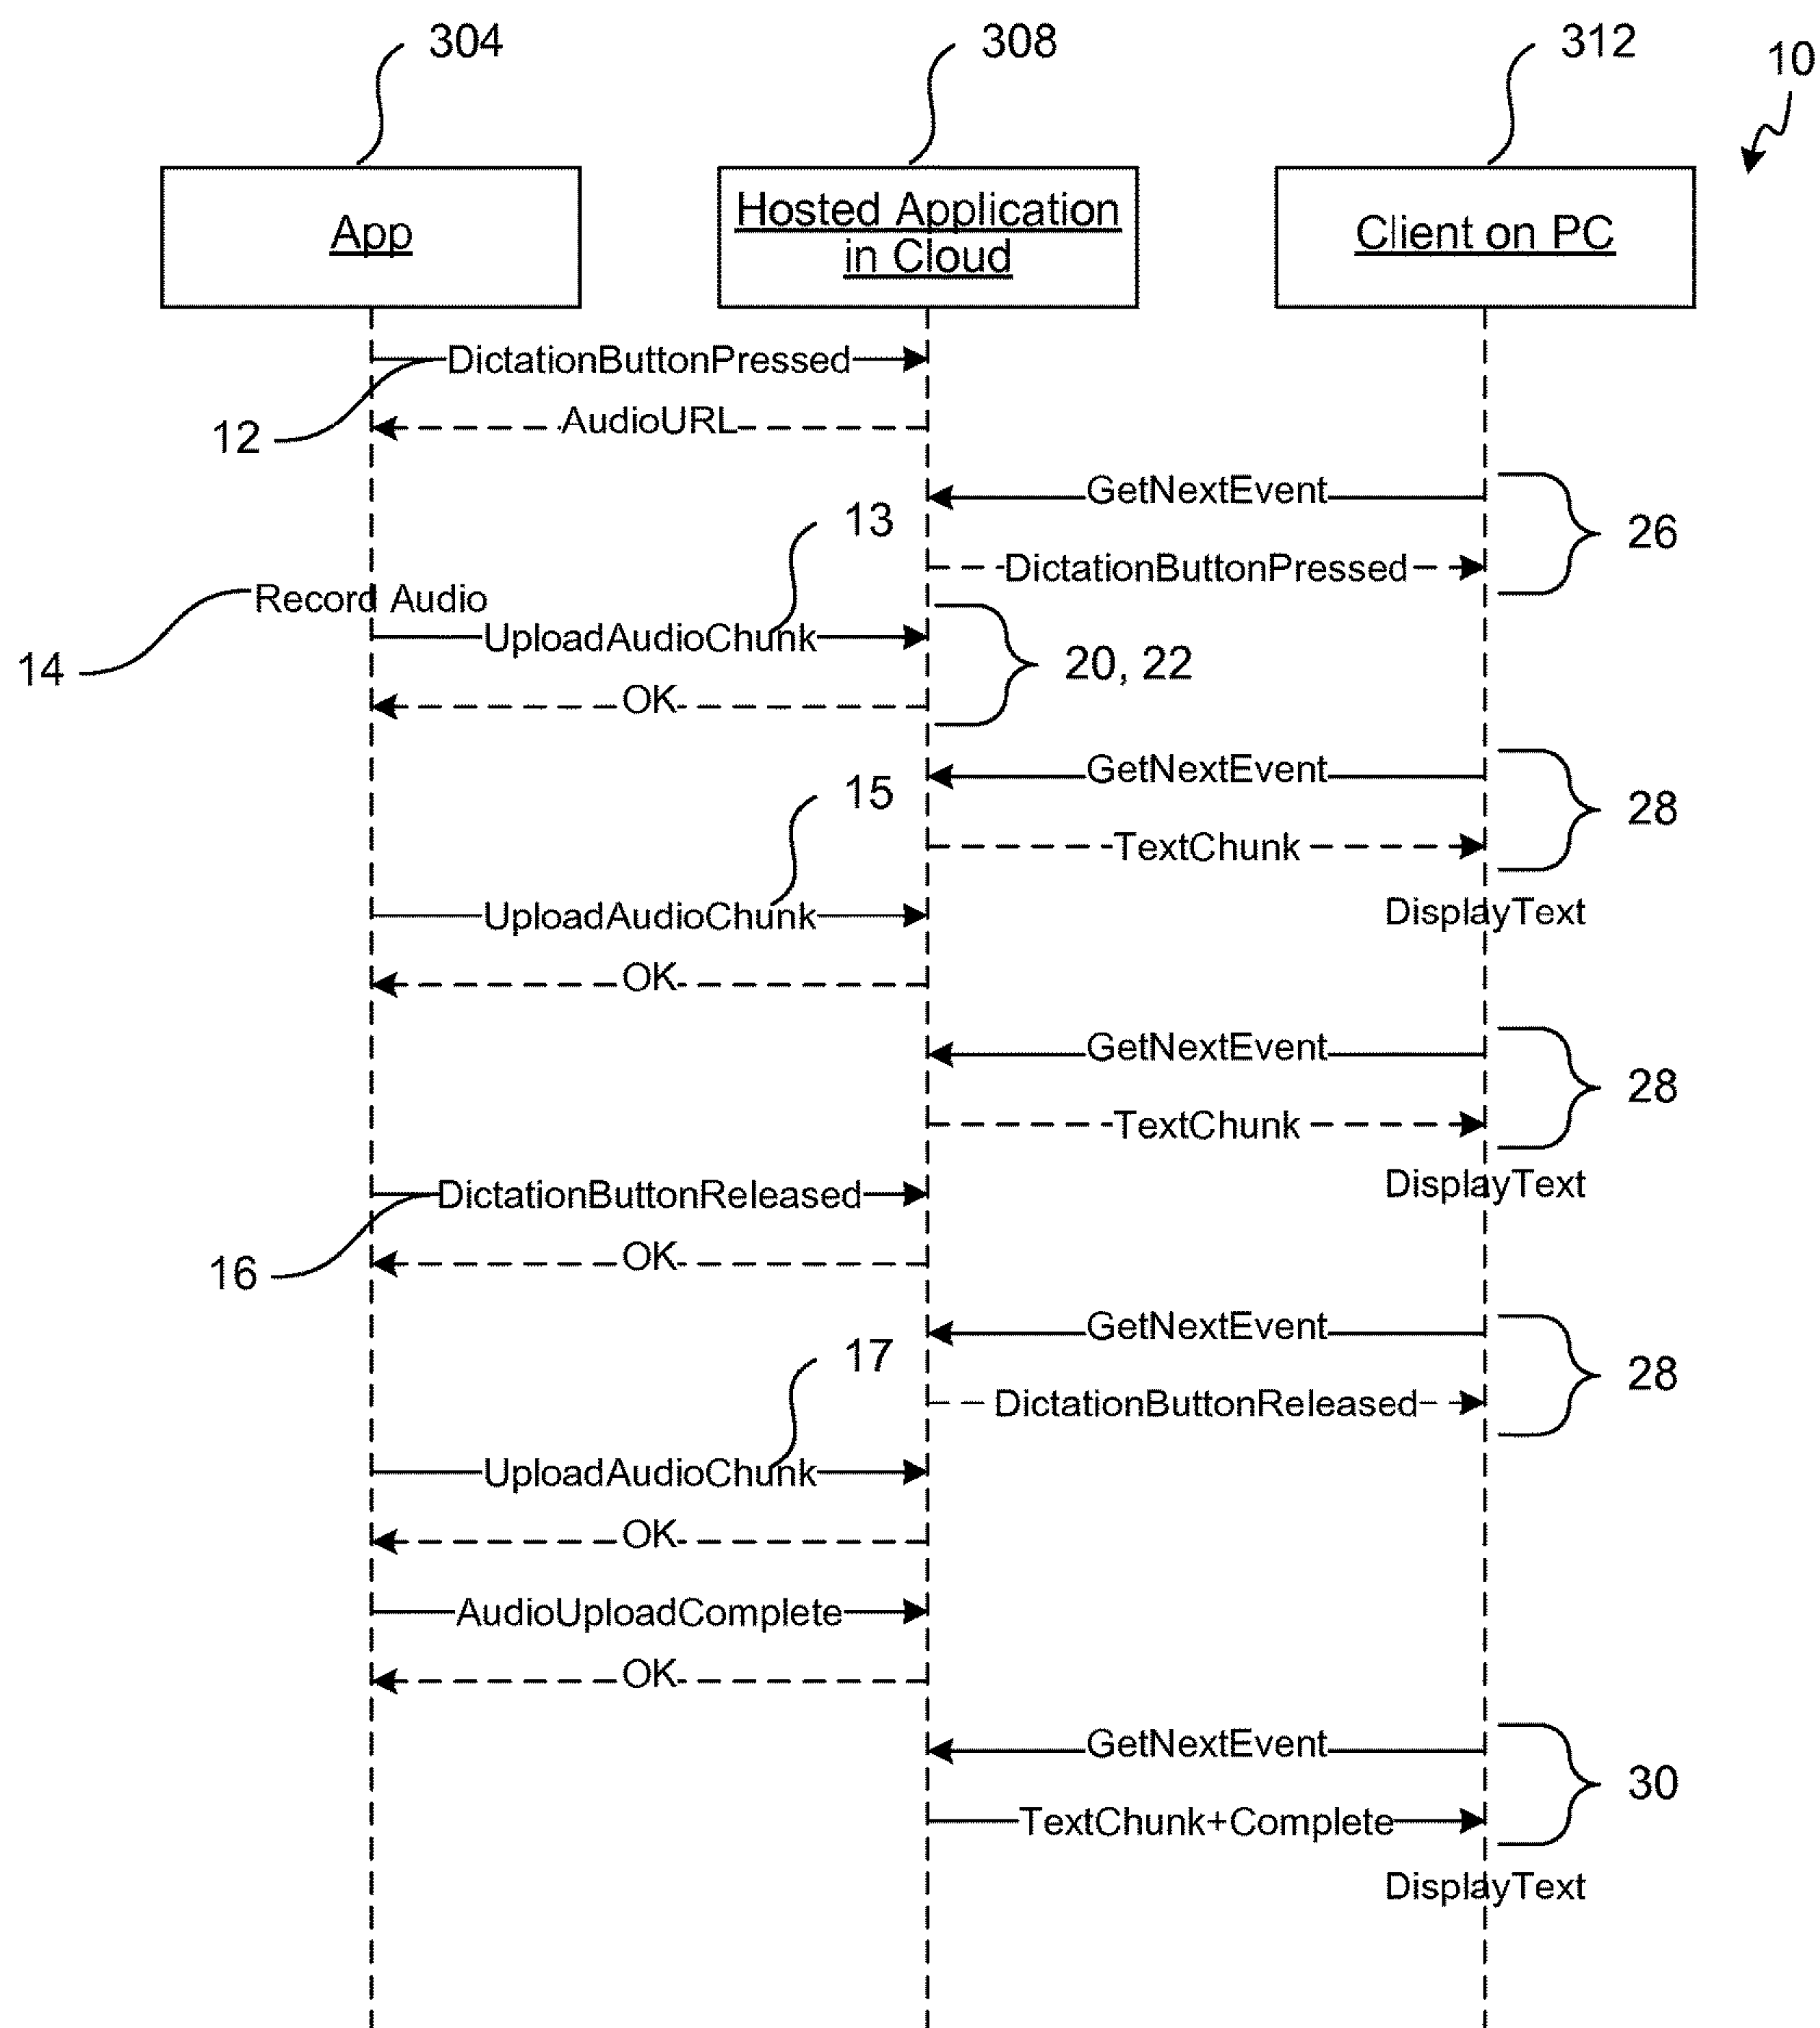 304
308
312
10
App
Hosted Application
in Cloud
Client on PC
DictationButtonPressed
12
AudioURL
GetNextEvent
13
26
DictationButtonPressed
Record Audio
14
UploadAudioChunk
20, 22
OK
GetNextEvent
15
28
TextChunk
UploadAudioChunk
DisplayText
OK
GetNextEvent
28
TextChunk
DictationButtonReleased
DisplayText
16
OK
GetNextEvent
17
28
DictationButtonReleased
UploadAudioChunk
OK
AudioUploadComplete
OK
GetNextEvent
30
TextChunk+Complete
DisplayText